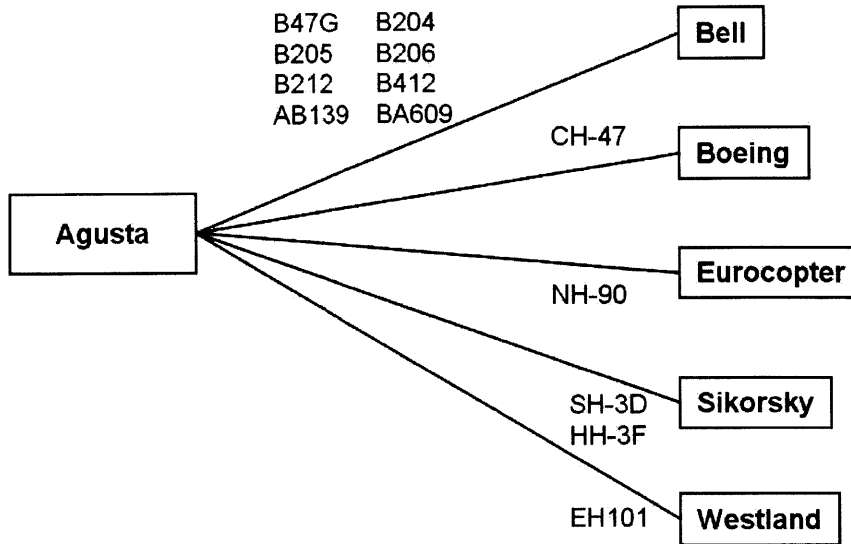 B47G B204
B205 B206
B212 B412
AB139 BA609
Bell
CH-47
Boeing
Agusta
Eurocopter
NH-90
Sikorsky
SH-3D
HH-3F
EH101
Westland